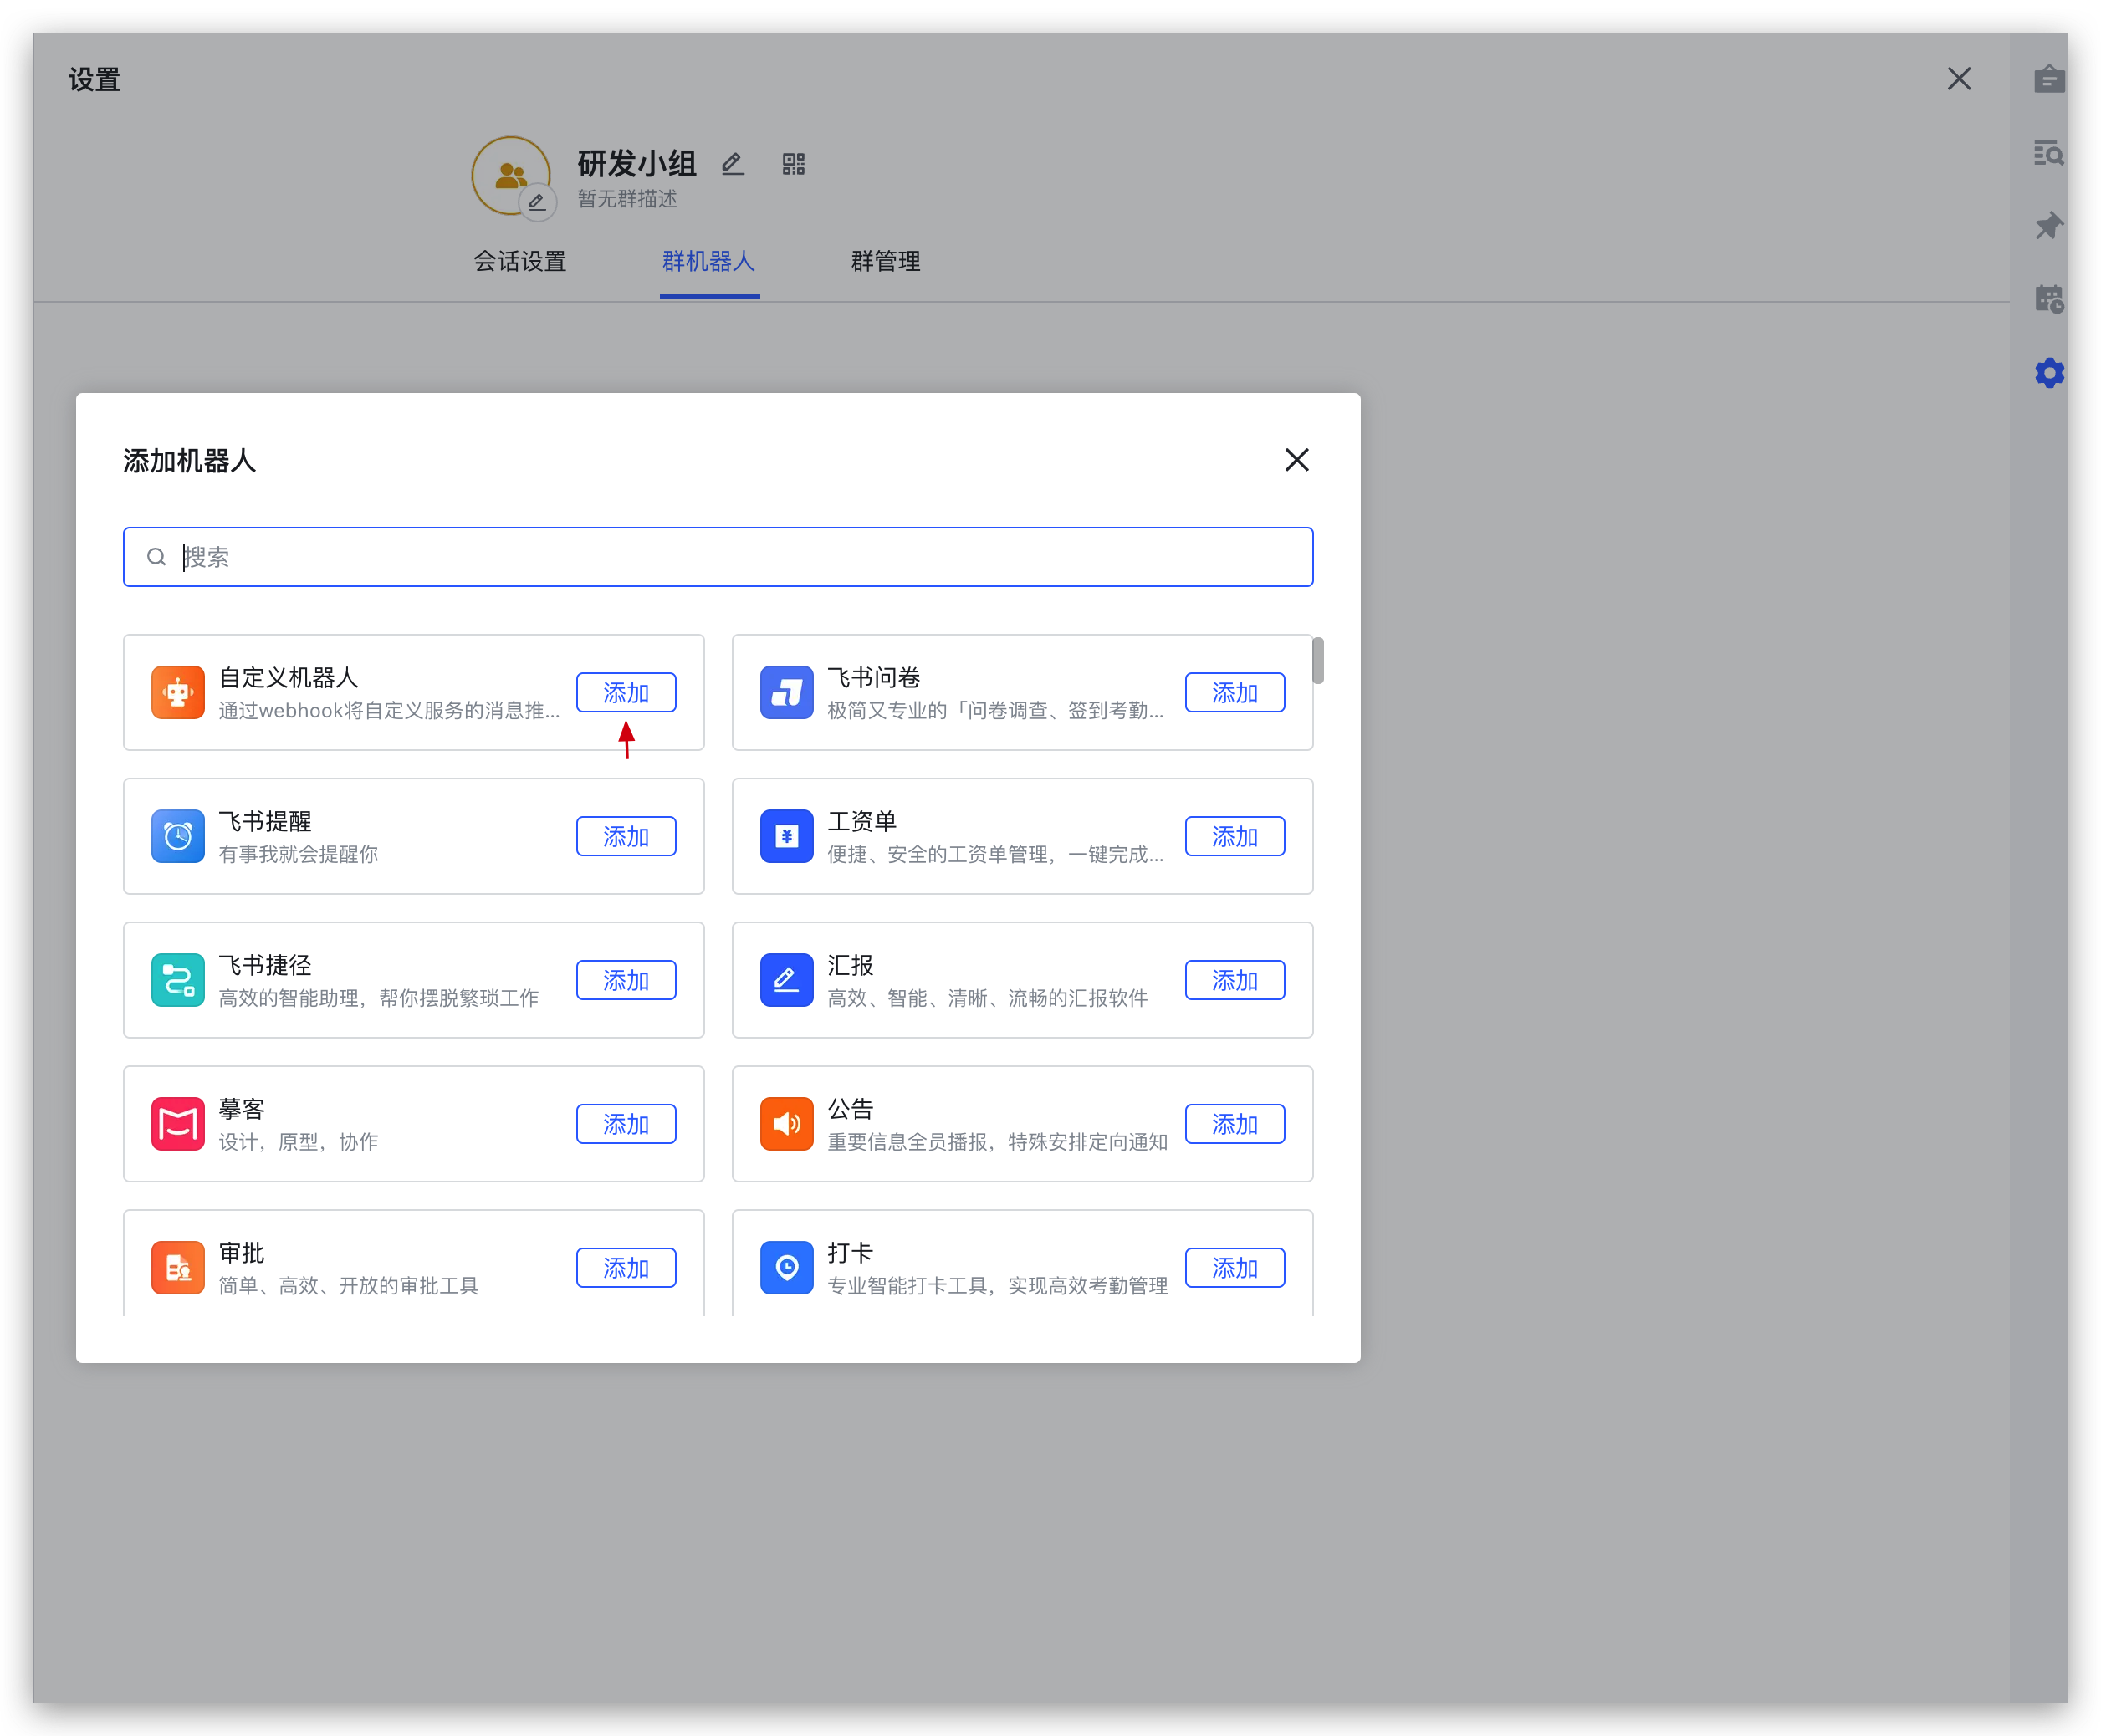 设置
研发小组
暂无群描述
会话设置 群机器人 群管理
添加机器人
搜索
自定义机器人
通过webhook将自定义服务的消息推...
添加
飞书问卷
极简又专业的「问卷调查、签到考勤...
添加
飞书提醒
有事我就会提醒你
添加
工资单
便捷、安全的工资单管理，一键完成...
添加
飞书捷径
高效的智能助理，帮你摆脱繁琐工作
添加
汇报
高效、智能、清晰、流畅的汇报软件
添加
摹客
设计，原型，协作
添加
公告
重要信息全员播报，特殊安排定向通知
添加
审批
简单、高效、开放的审批工具
添加
打卡
专业智能打卡工具，实现高效考勤管理
添加